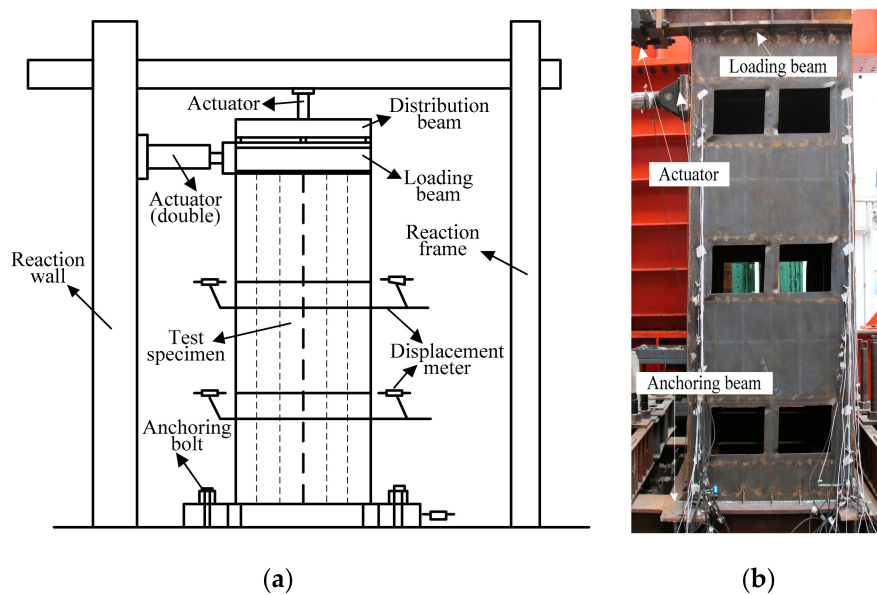 Actuator
Distribution
beam
Loading
beam
Actuator
(double)
Reaction
frame
Reaction
wall
Test
specimen
Displacement
meter
Anchoring
bolt
(a)
Loading beam
Actuator
Anchoring beam
(b)